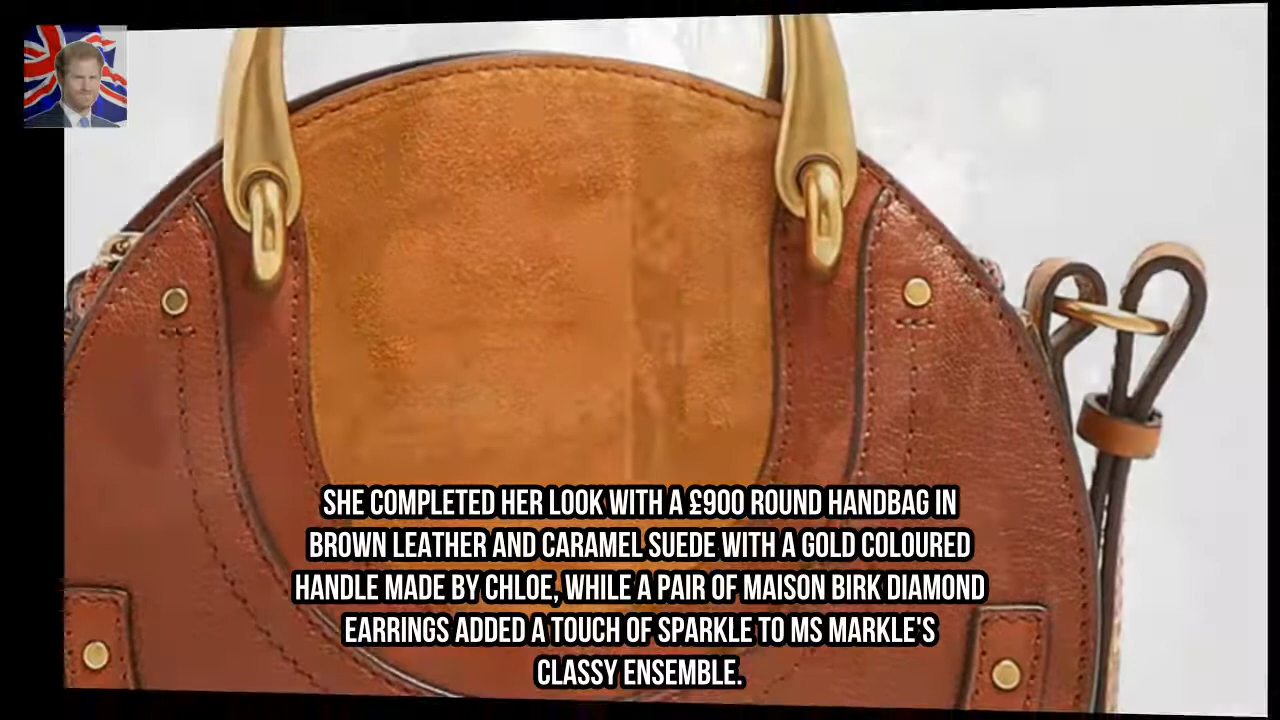 SHE COMPLETED HER LOOK WITH A £900 ROUND HANDBAG IN
BROWN LEATHER AND CARAMEL SUEDE WITH A GOLD COLOURED
HANDLE MADE BY CHLOE, WHILE A PAIR OF MAISON BIRK DIAMOND
EARRINGS ADDED A TOUCH OF SPARKLE TO MS MARKLE'S
CLASSY ENSEMBLE.